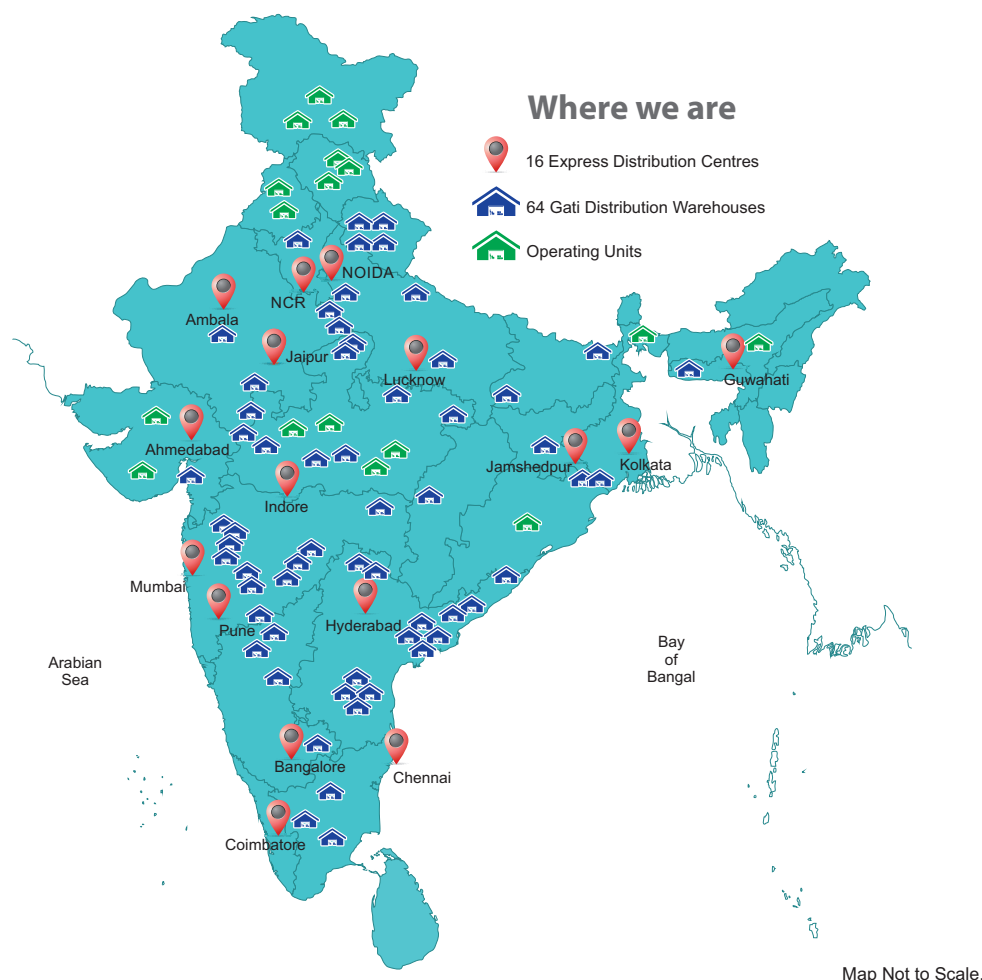 Where we are
16 Express Distribution Centres
64 Gati Distribution Warehouses
Operating Units
NOIDA
NCR
Ambala
Jaipur
Lucknow
Guwahati
Ahmedabad
Jamshedpur
Kolkata
Indore
Mumbai
Pune
Hyderabad
Arabian
Sea
Bay
of
Bangal
Bangalore
Chennai
Coimbatore
Map Not to Scale.